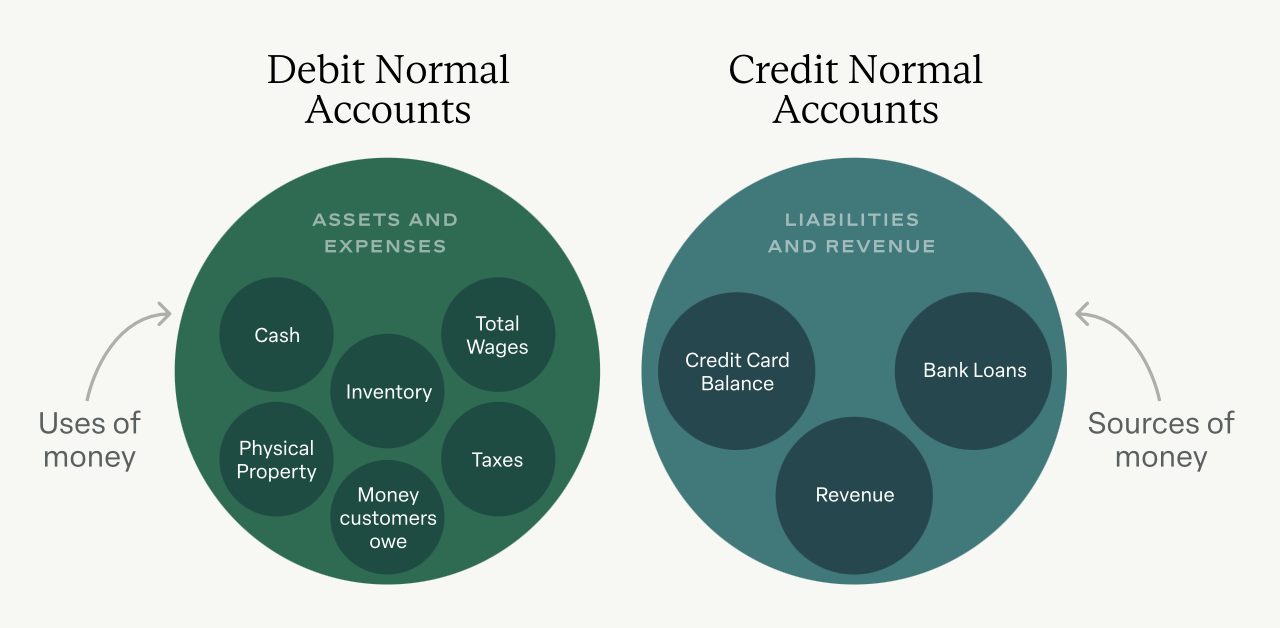 Debit Normal
Accounts
Credit Normal
Accounts
ASSETS AND
EXPENSES
Cash
Total
Wages
Inventory
Physical
Property
Taxes
Money
customers
owe
Uses of
money
LIABILITIES
AND REVENUE
Credit Card
Balance
Bank Loans
Revenue
Sources of
money